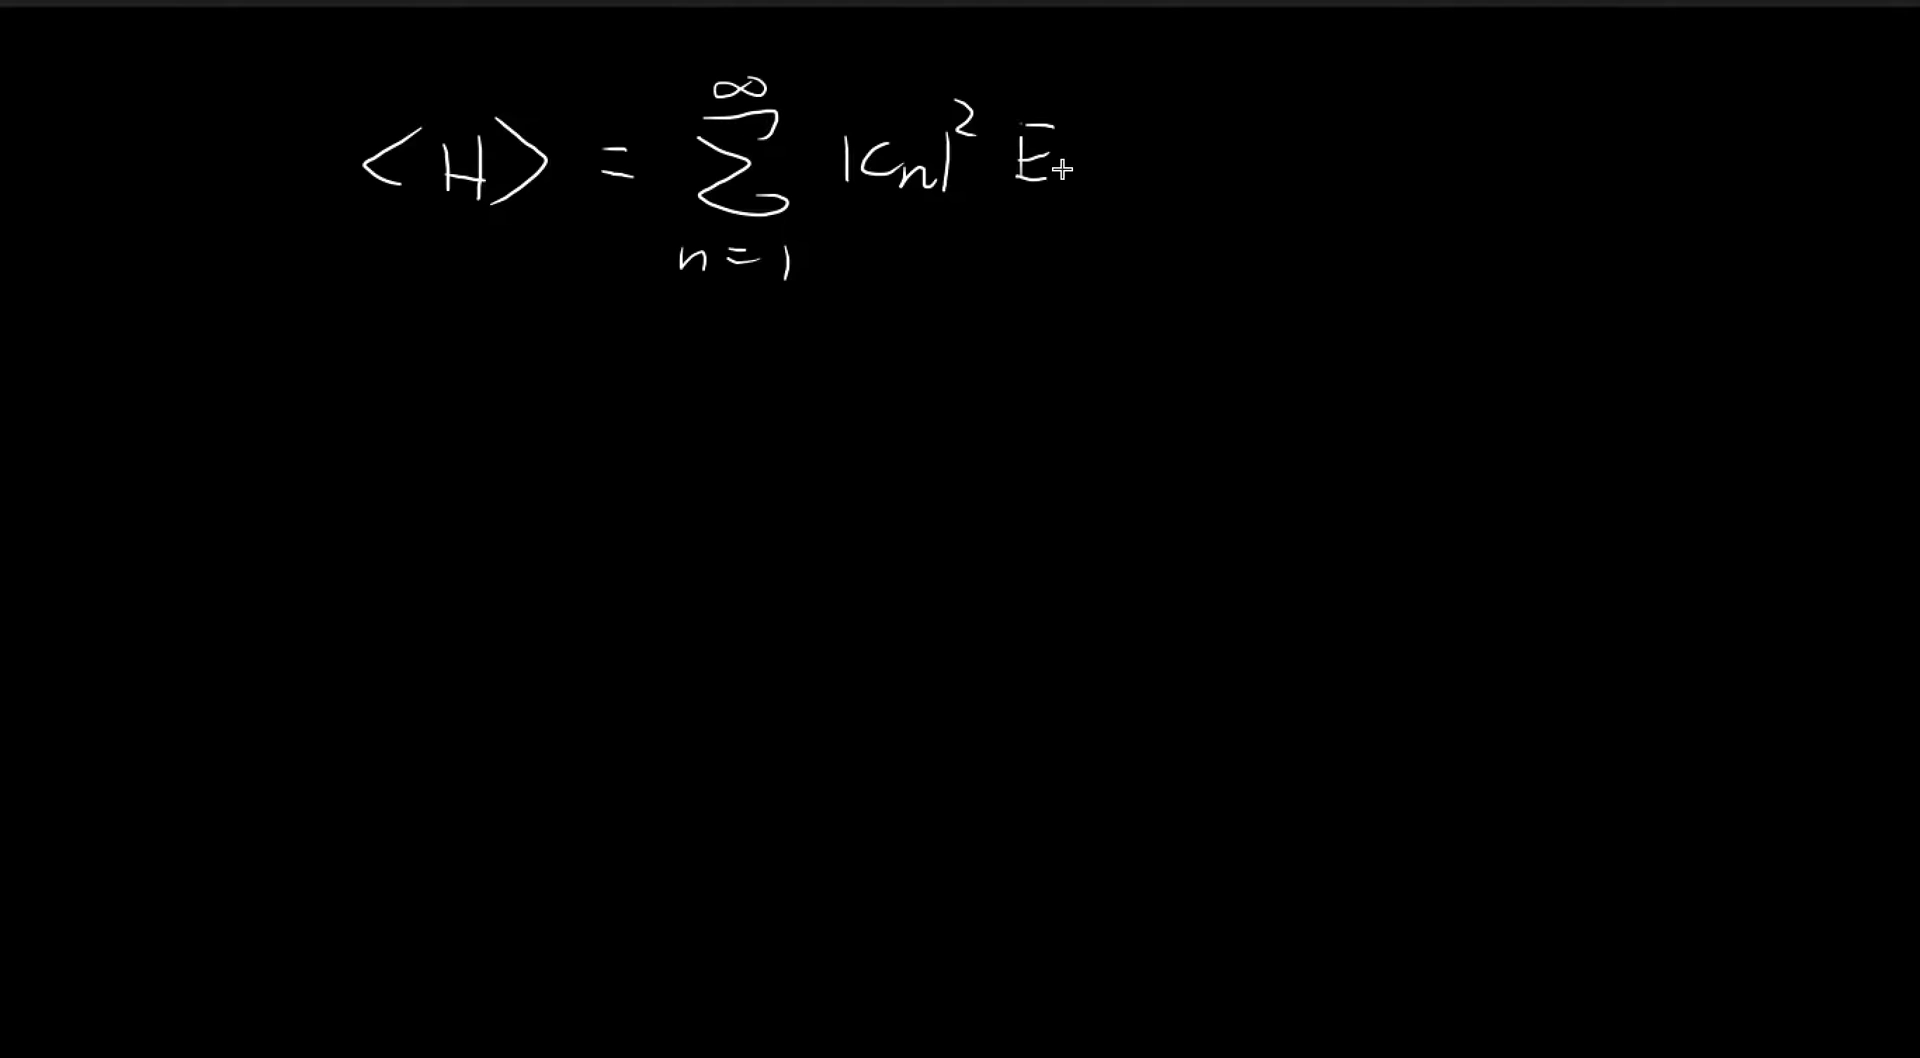 <H> = ∑_{n=1}^{∞} |c_n|² E